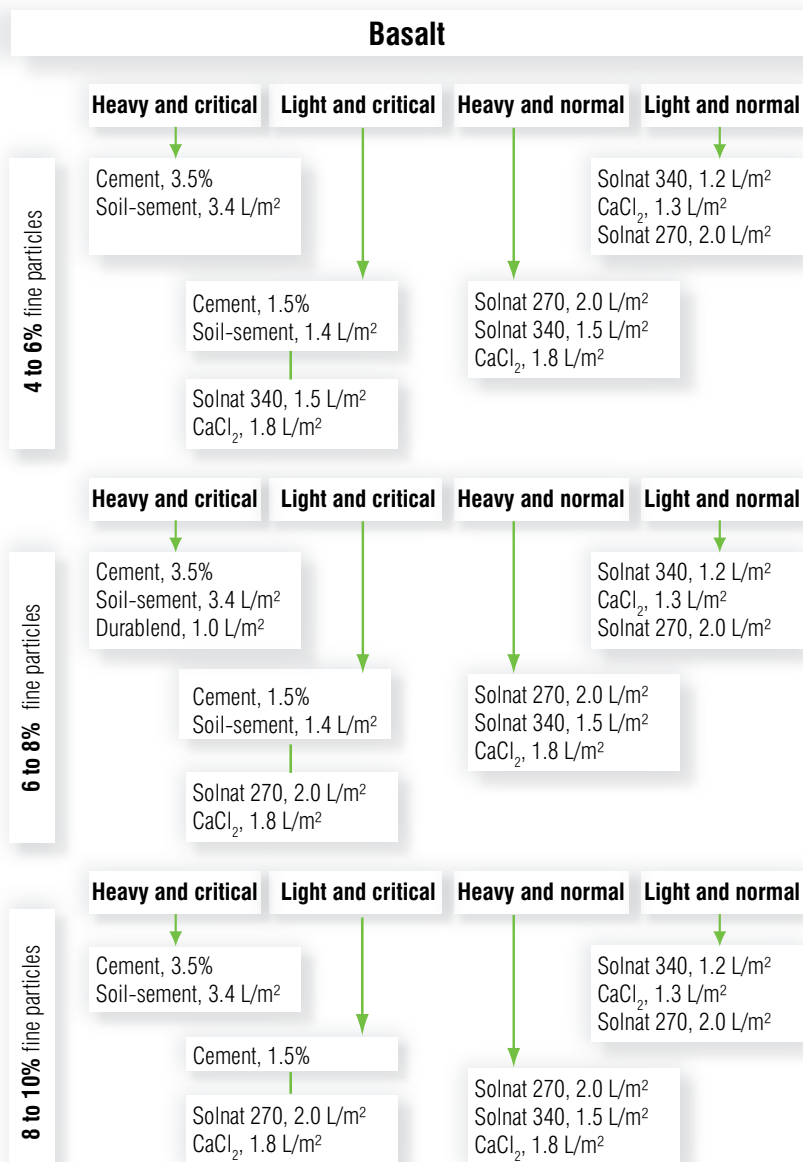 Basalt
Heavy and critical
Light and critical
Heavy and normal
Light and normal
4 to 6% fine particles
Cement, 3.5%
Soil-sement, 3.4 L/m²
Cement, 1.5%
Soil-sement, 1.4 L/m²
Solnat 340, 1.5 L/m²
CaCl₂, 1.8 L/m²
Solnat 270, 2.0 L/m²
Solnat 340, 1.5 L/m²
CaCl₂, 1.8 L/m²
Solnat 340, 1.2 L/m²
CaCl₂, 1.3 L/m²
Solnat 270, 2.0 L/m²
Heavy and critical
Light and critical
Heavy and normal
Light and normal
6 to 8% fine particles
Cement, 3.5%
Soil-sement, 3.4 L/m²
Durablend, 1.0 L/m²
Cement, 1.5%
Soil-sement, 1.4 L/m²
Solnat 270, 2.0 L/m²
CaCl₂, 1.8 L/m²
Solnat 270, 2.0 L/m²
Solnat 340, 1.5 L/m²
CaCl₂, 1.8 L/m²
Solnat 340, 1.2 L/m²
CaCl₂, 1.3 L/m²
Solnat 270, 2.0 L/m²
Heavy and critical
Light and critical
Heavy and normal
Light and normal
8 to 10% fine particles
Cement, 3.5%
Soil-sement, 3.4 L/m²
Cement, 1.5%
Solnat 270, 2.0 L/m²
CaCl₂, 1.8 L/m²
Solnat 270, 2.0 L/m²
Solnat 340, 1.5 L/m²
CaCl₂, 1.8 L/m²
Solnat 340, 1.2 L/m²
CaCl₂, 1.3 L/m²
Solnat 270, 2.0 L/m²